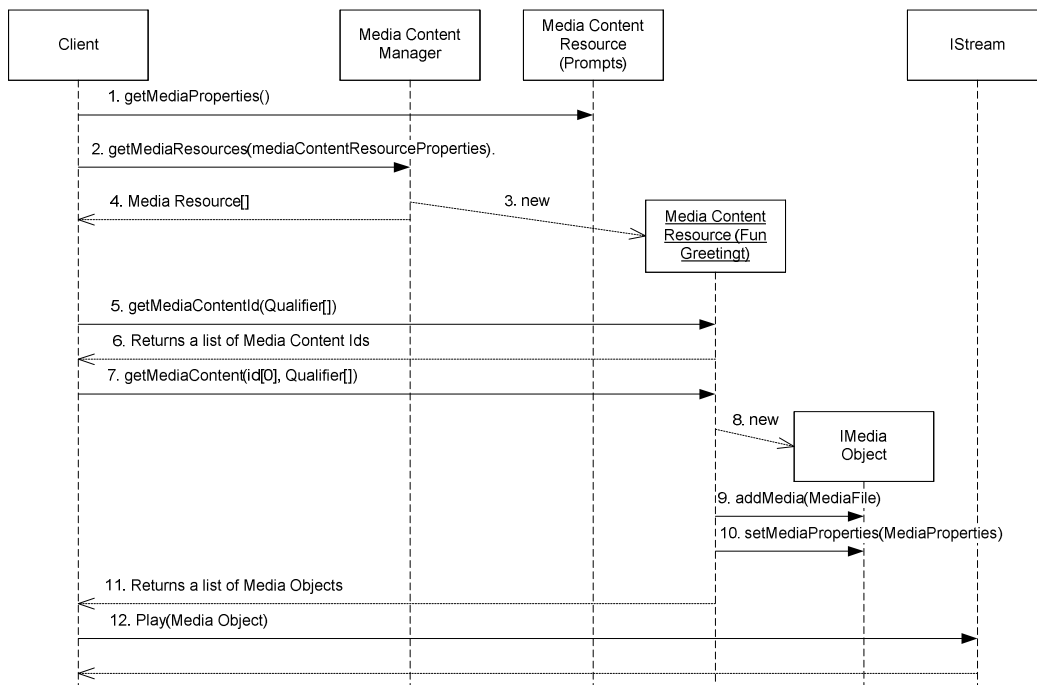 Client
Media Content
Manager
Media Content
Resource
(Prompts)
IStream
1. getMediaProperties()
2. getMediaResources(mediaContentResourceProperties).
4. Media Resource[]
3. new
Media Content
Resource (Fun
Greetingt)
5. getMediaContentId(Qualifier[])
6. Returns a list of Media Content Ids
7. getMediaContent(id[0], Qualifier[])
8. new
IMedia
Object
9. addMedia(MediaFile)
10. setMediaProperties(MediaProperties)
11. Returns a list of Media Objects
12. Play(Media Object)